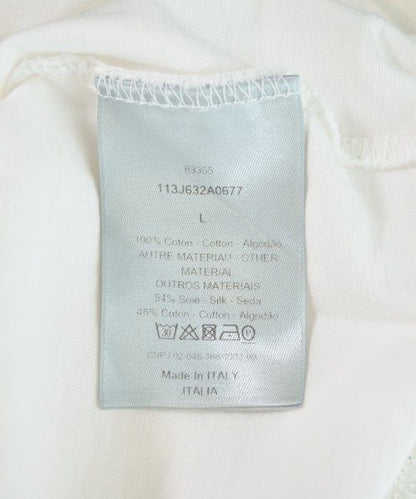 83355
113J632A0677
L
100% Coton - Cotton - Algodão
AUTRE MATERIAU - OTHER
MATERIAL
OUTROS MATERIAIS
54% Soie - Silk - Seda
46% Coton - Cotton - Algodão
30 P
Made In ITALY
ITALIA